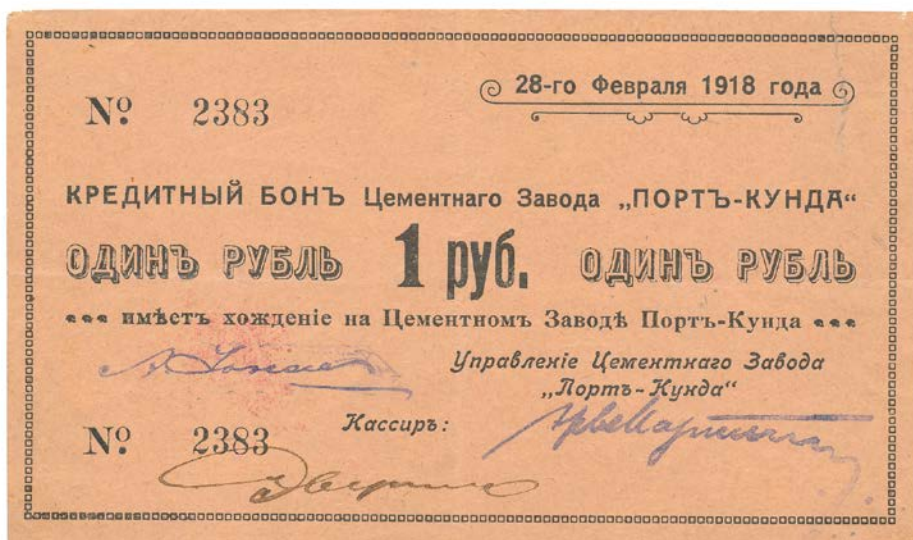 28-го Февраля 1918 года
№ 2383
КРЕДИТНЫЙ БОНЪ Цементнаго Завода „ПОРТЪ-КУНДА“
ОДИНЪ РУБЛЬ 1 руб. ОДИНЪ РУБЛЬ
имѣетъ хожденіе на Цементномъ Заводѣ Портъ-Кунда
Управленіе Цементнаго Завода
„Портъ-Кунда“
Кассиръ:
№ 2383